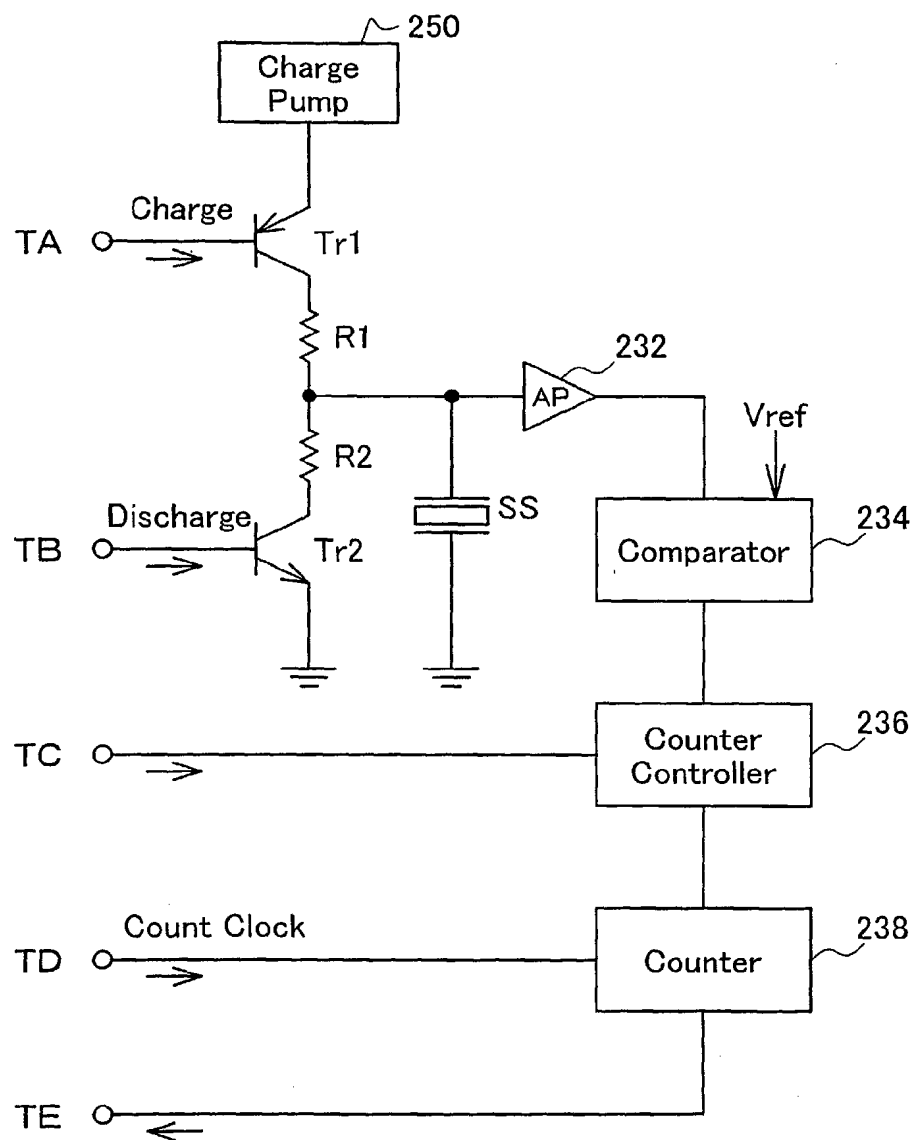 250
Charge
Pump
Charge
TA
Tr1
R1
232
AP
Vref
R2
SS
Discharge
234
TB
Tr2
Comparator
236
TC
Counter
Controller
Count Clock
238
TD
Counter
TE